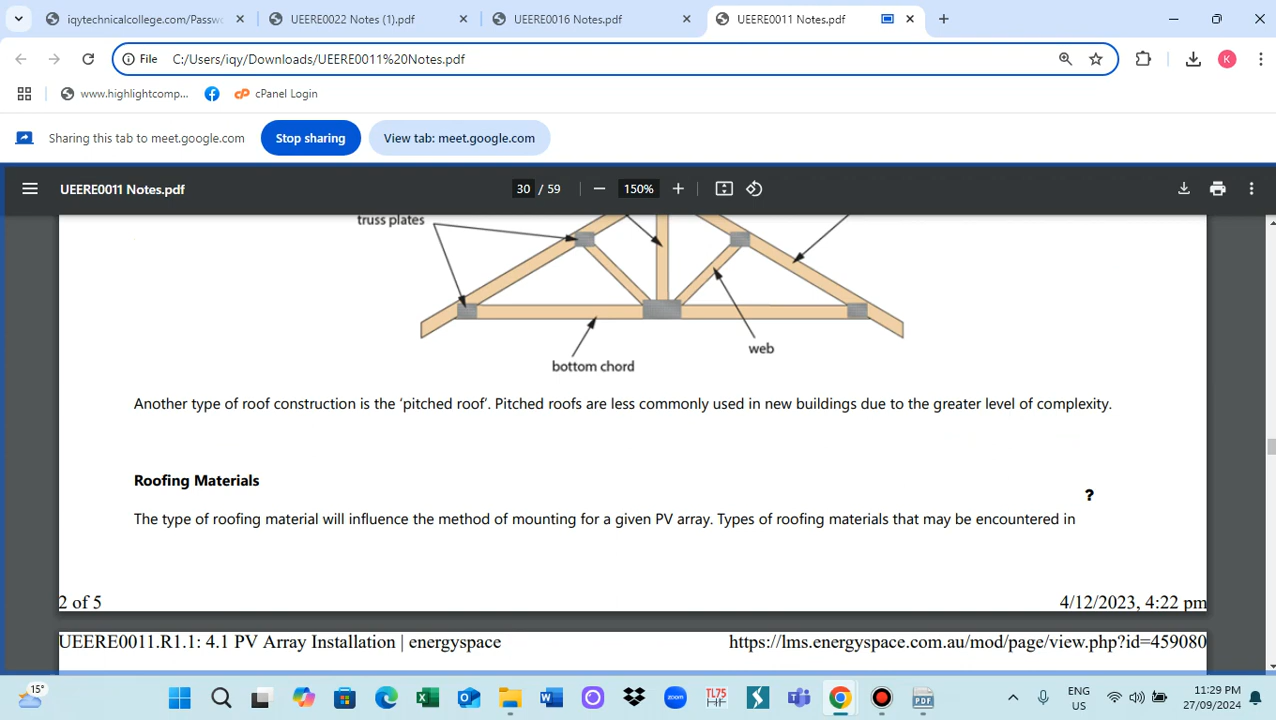 iqytechnicalcollege.com/Passwo
UEERE0022 Notes (1).pdf
UEERE0016 Notes.pdf
UEERE0011 Notes.pdf
File
C:/Users/iqy/Downloads/UEERE0011%20Notes.pdf
K
www.highlightcomp...
cPanel Login
Sharing this tab to meet.google.com
Stop sharing
View tab: meet.google.com
UEERE0011 Notes.pdf
30 / 59
150%
truss plates
web
bottom chord
Another type of roof construction is the ‘pitched roof’. Pitched roofs are less commonly used in new buildings due to the greater level of complexity.
Roofing Materials
?
The type of roofing material will influence the method of mounting for a given PV array. Types of roofing materials that may be encountered in
2 of 5
4/12/2023, 4:22 pm
UEERE0011.R1.1: 4.1 PV Array Installation | energyspace
https://lms.energyspace.com.au/mod/page/view.php?id=459080
15°
zoom
TL75
PDF
ENG
US
11:29 PM
27/09/2024